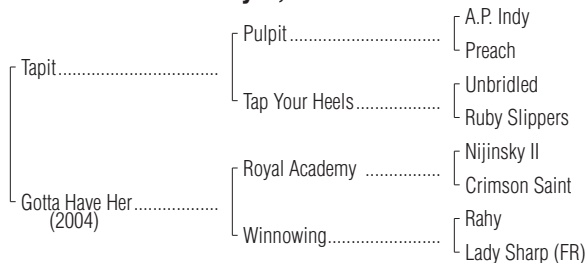 A.P. Indy
Pulpit
Preach
Tapit
Unbridled
Tap Your Heels
Ruby Slippers
Nijinsky II
Royal Academy
Crimson Saint
Gotta Have Her
(2004)
Rahy
Winnowing
Lady Sharp (FR)